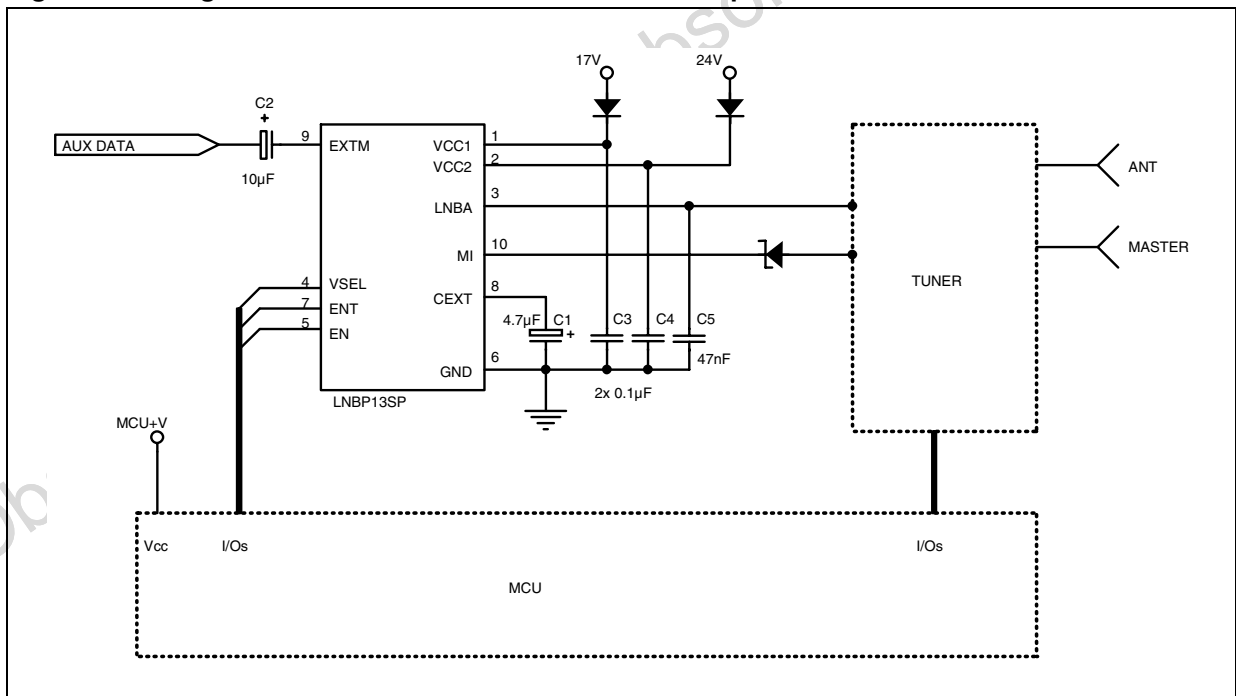 17V
24V
C2
+
AUX DATA
10µF
9
EXTM
VCC1
1
VCC2
2
LNBA
3
MI
10
CEXT
8
GND
6
4
VSEL
7
ENT
5
EN
LNBP13SP
4.7µF
C1
+
C3
C4
C5
47nF
2x 0.1µF
TUNER
ANT
MASTER
MCU+V
Vcc
I/Os
I/Os
MCU